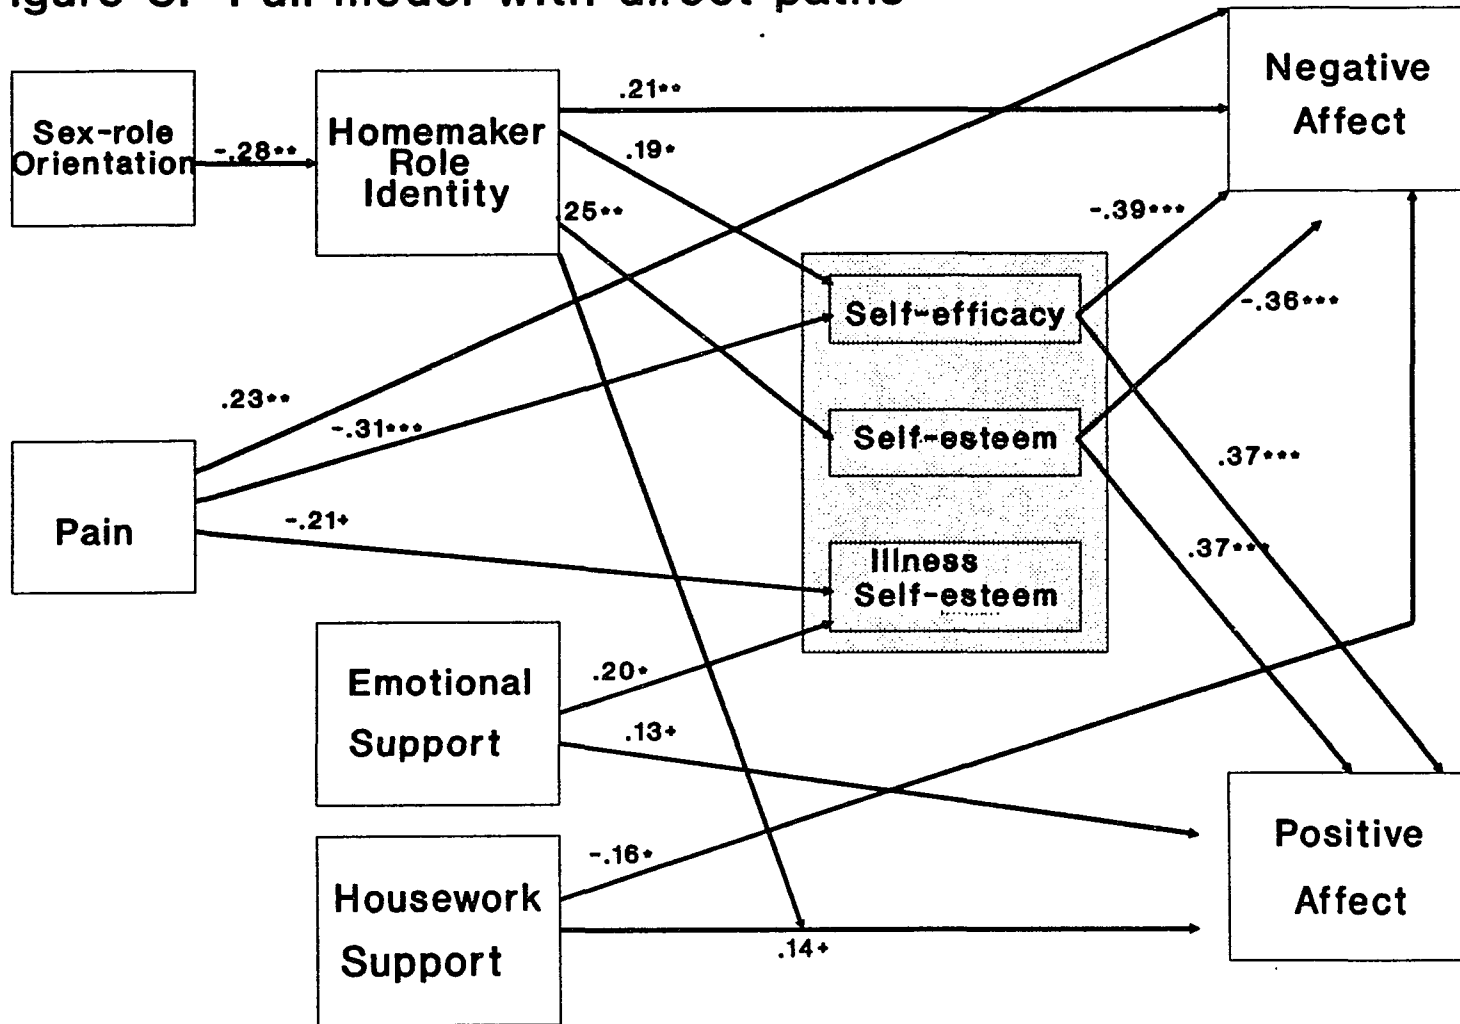 igure 3. Full model with direct paths
Sex-role
Orientation
-.28**
Homemaker
Role
Identity
.21**
.19*
.25**
Negative
Affect
-.39***
-.36***
Self-efficacy
Self-esteem
Illness
Self-esteem
.23**
-.31***
-.21+
Pain
.37***
.37***
Emotional
Support
.20*
.13+
Housework
Support
-.16*
.14+
Positive
Affect